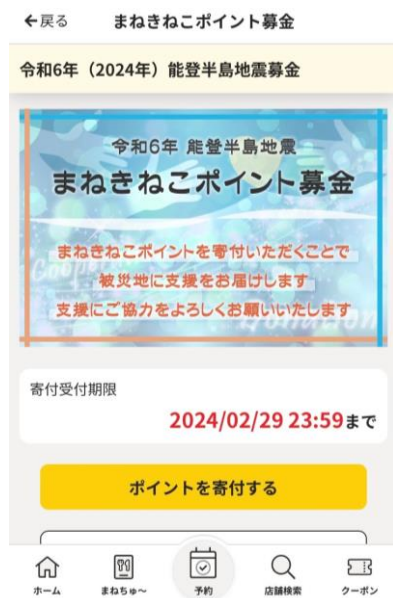 ←戻る まねきねこポイント募金
令和6年（2024年）能登半島地震募金
令和6年 能登半島地震
まねきねこポイント募金
まねきねこポイントを寄付いただくことで
被災地に支援をお届けします
支援にご協力をよろしくお願いいたします
寄付受付期限
2024/02/29 23:59まで
ポイントを寄付する
ホーム まねちゅ〜 予約 店舗検索 クーポン